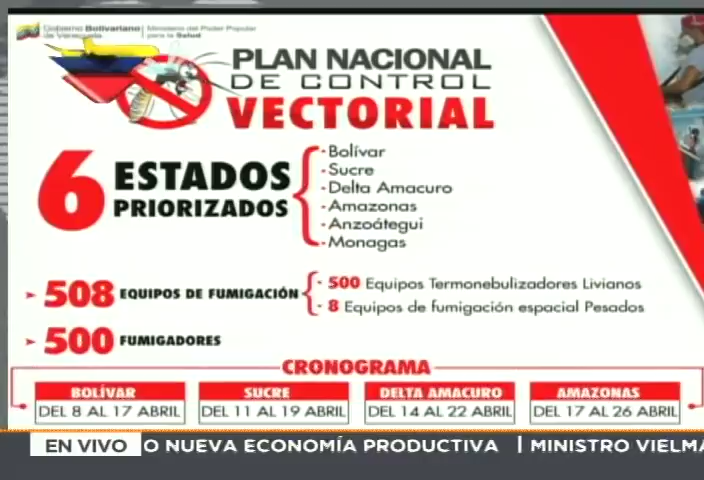 Gobierno Bolivariano
de Venezuela
Ministerio del Poder Popular
para la Salud
PLAN NACIONAL
DE CONTROL
VECTORIAL
6 ESTADOS
PRIORIZADOS
- Bolívar
- Sucre
- Delta Amacuro
- Amazonas
- Anzoátegui
- Monagas
➤ 508 EQUIPOS DE FUMIGACIÓN
- 500 Equipos Termonebulizadores Livianos
- 8 Equipos de fumigación espacial Pesados
➤ 500 FUMIGADORES
CRONOGRAMA
BOLÍVAR
DEL 8 AL 17 ABRIL
SUCRE
DEL 11 AL 19 ABRIL
DELTA AMACURO
DEL 14 AL 22 ABRIL
AMAZONAS
DEL 17 AL 26 ABRIL
EN VIVO O NUEVA ECONOMÍA PRODUCTIVA | MINISTRO VIELMA